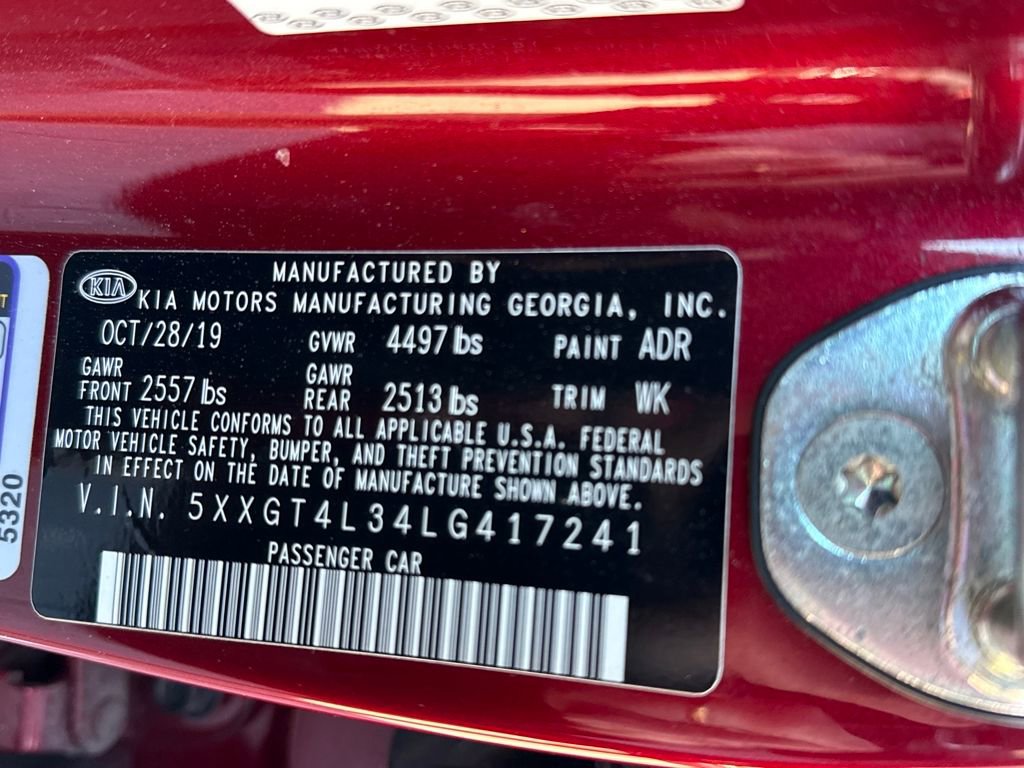 MANUFACTURED BY
KIA
KIA MOTORS MANUFACTURING GEORGIA, INC.
OCT/28/19 GVWR 4497 lbs PAINT ADR
GAWR FRONT 2557 lbs GAWR REAR 2513 lbs TRIM WK
THIS VEHICLE CONFORMS TO ALL APPLICABLE U.S.A. FEDERAL
MOTOR VEHICLE SAFETY, BUMPER, AND THEFT PREVENTION STANDARDS
IN EFFECT ON THE DATE OF MANUFACTURE SHOWN ABOVE.
V.I.N. 5XXGT4L34LG417241
PASSENGER CAR
5320